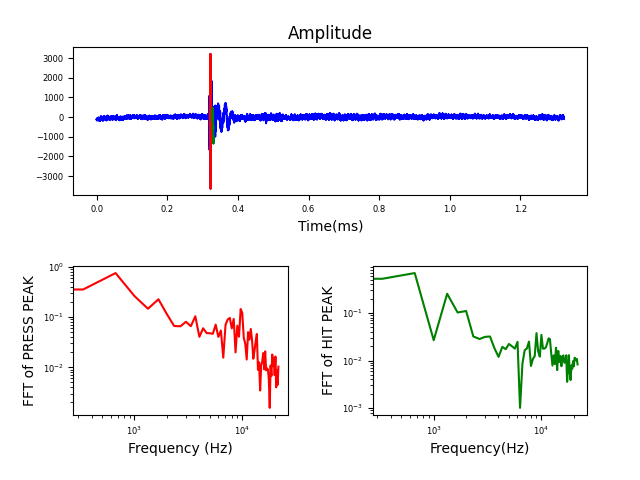 Amplitude
3000
2000
1000
0
−1000
−2000
−3000
0.0 0.2 0.4 0.6 0.8 1.0 1.2
Time(ms)
FFT of PRESS PEAK
10⁰
10⁻¹
10⁻²
10³ 10⁴
Frequency (Hz)
FFT of HIT PEAK
10⁻¹
10⁻²
10⁻³
10³ 10⁴
Frequency(Hz)